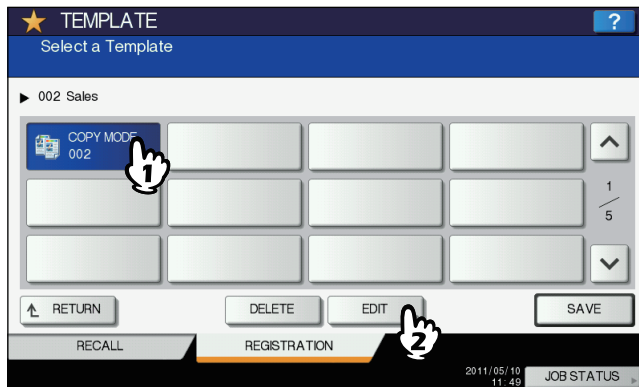 TEMPLATE
?
Select a Template
002 Sales
COPY MODE
002
1
1
5
RETURN
DELETE
EDIT
2
SAVE
RECALL
REGISTRATION
2011/05/10
11:49
JOB STATUS